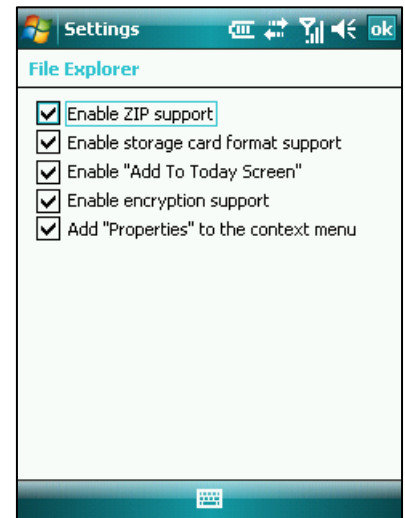 Settings
ok
File Explorer
Enable ZIP support
Enable storage card format support
Enable "Add To Today Screen"
Enable encryption support
Add "Properties" to the context menu